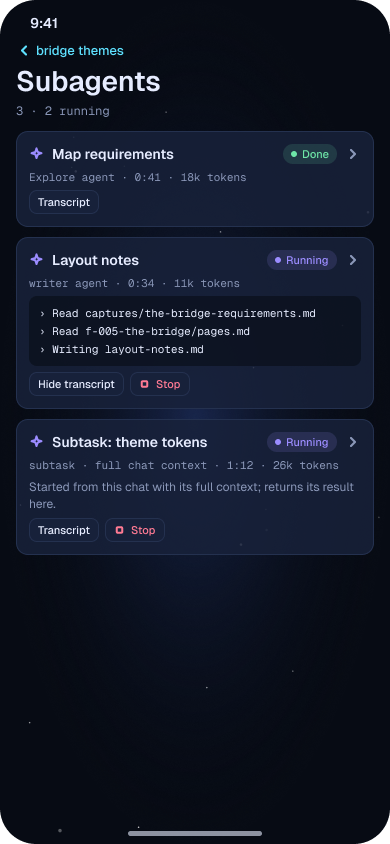 9:41
bridge themes
Subagents
3 · 2 running
Map requirements
Done
Explore agent · 0:41 · 18k tokens
Transcript
Layout notes
Running
writer agent · 0:34 · 11k tokens
› Read captures/the-bridge-requirements.md
› Read f-005-the-bridge/pages.md
› Writing layout-notes.md
Hide transcript
Stop
Subtask: theme tokens
Running
subtask · full chat context · 1:12 · 26k tokens
Started from this chat with its full context; returns its result
here.
Transcript
Stop